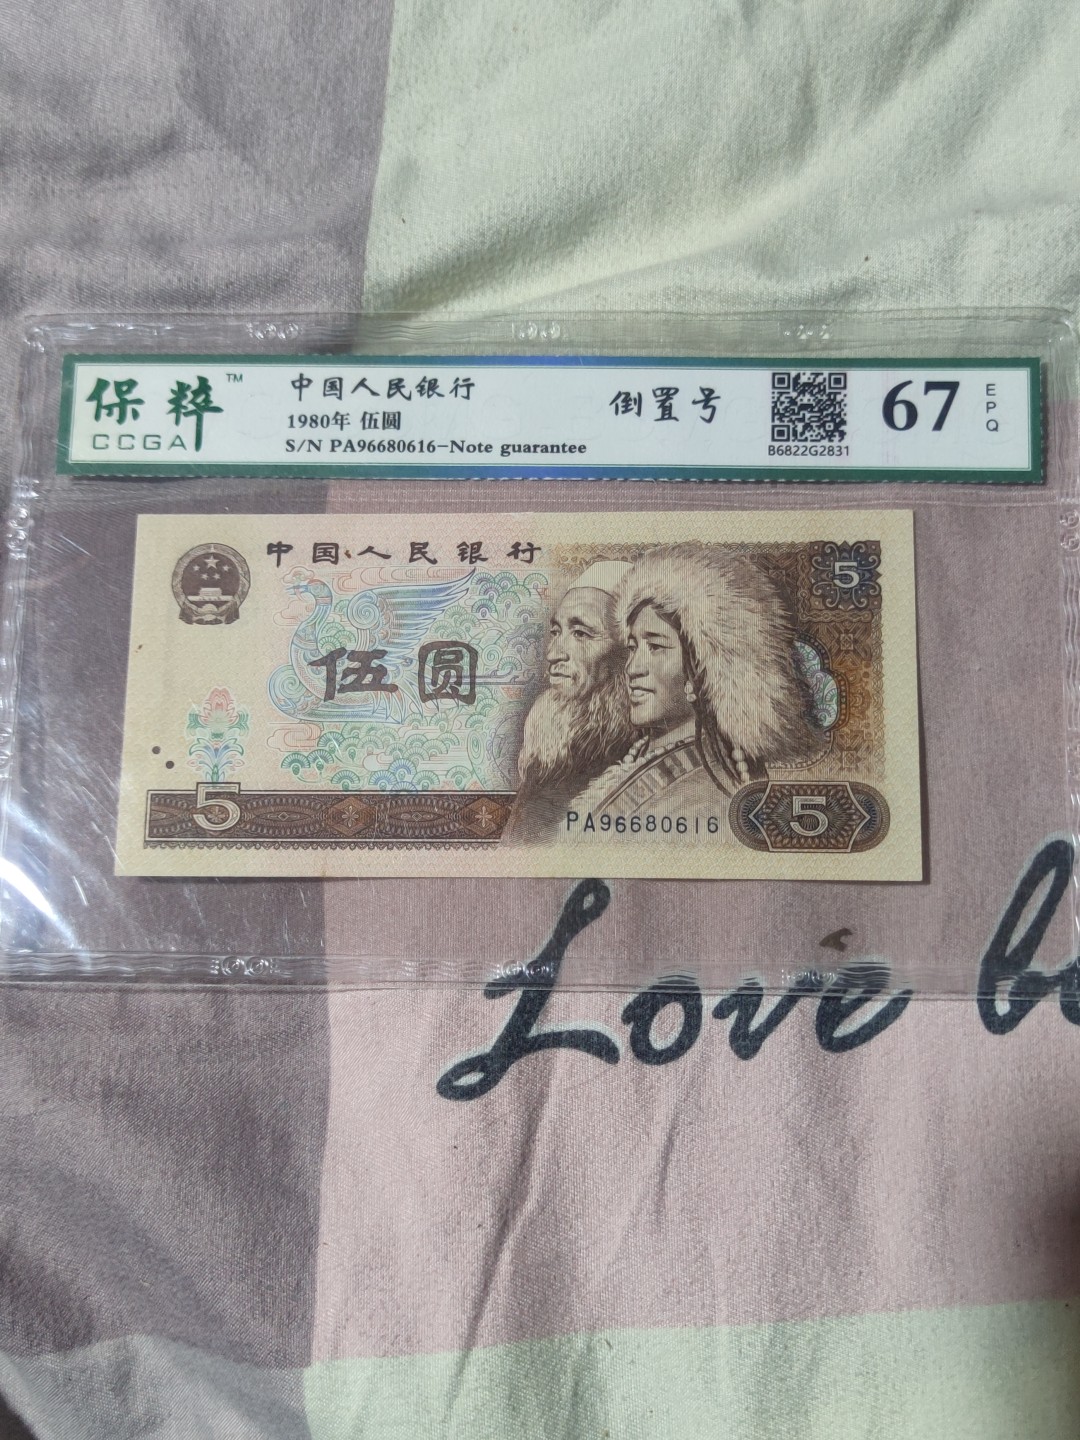 保粹™
CCGA
中国人民银行
1980年 伍圆
S/N PA96680616-Note guarantee
倒置号
B6822G2831
67
EPQ
中国人民银行
5
伍圆
5
PA96680616
5
Love be